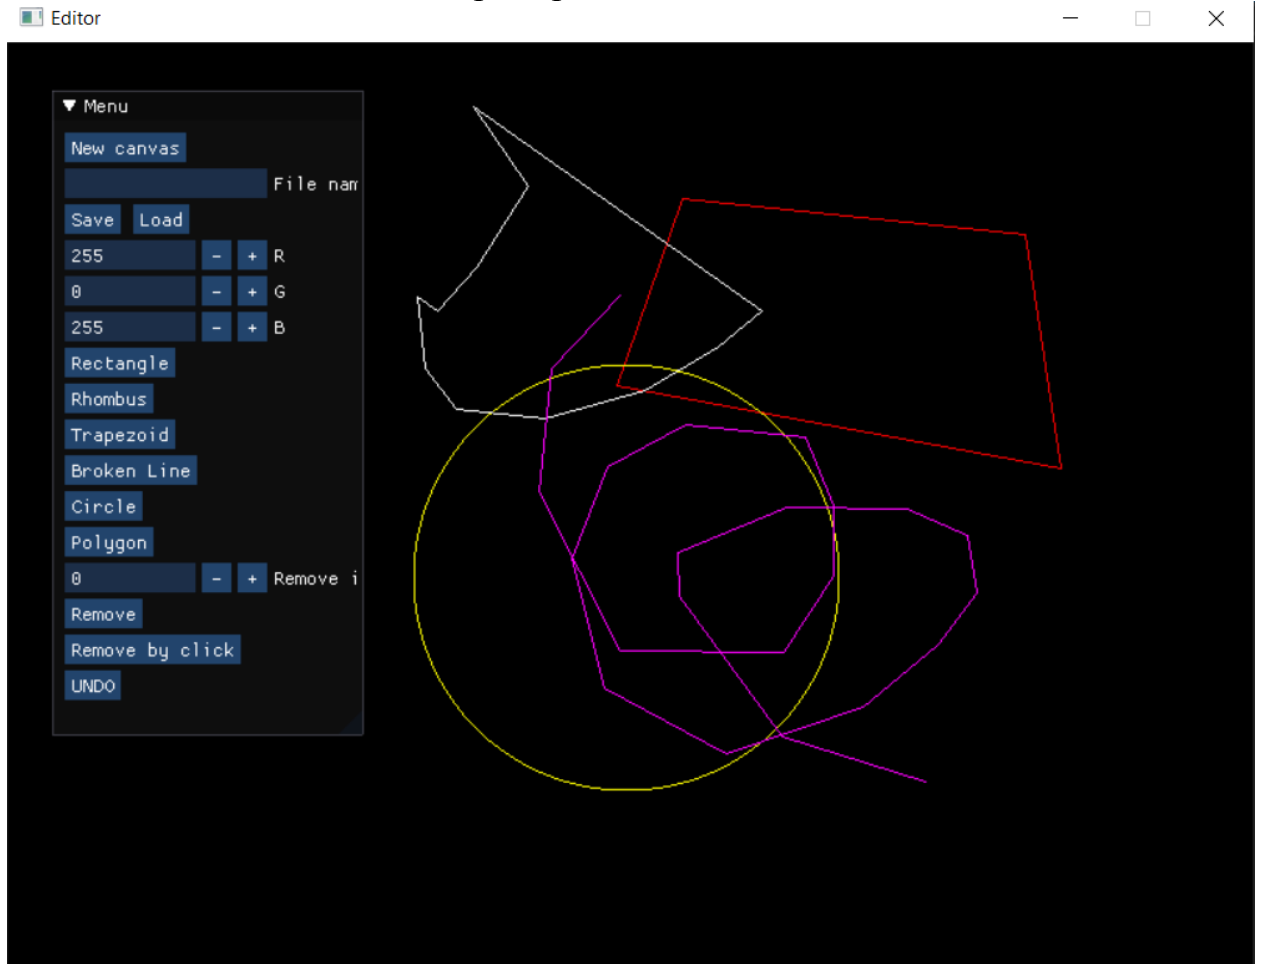 Editor
Menu
New canvas
File nam
Save Load
255 - + R
0 - + G
255 - + B
Rectangle
Rhombus
Trapezoid
Broken Line
Circle
Polygon
0 - + Remove i
Remove
Remove by click
UNDO